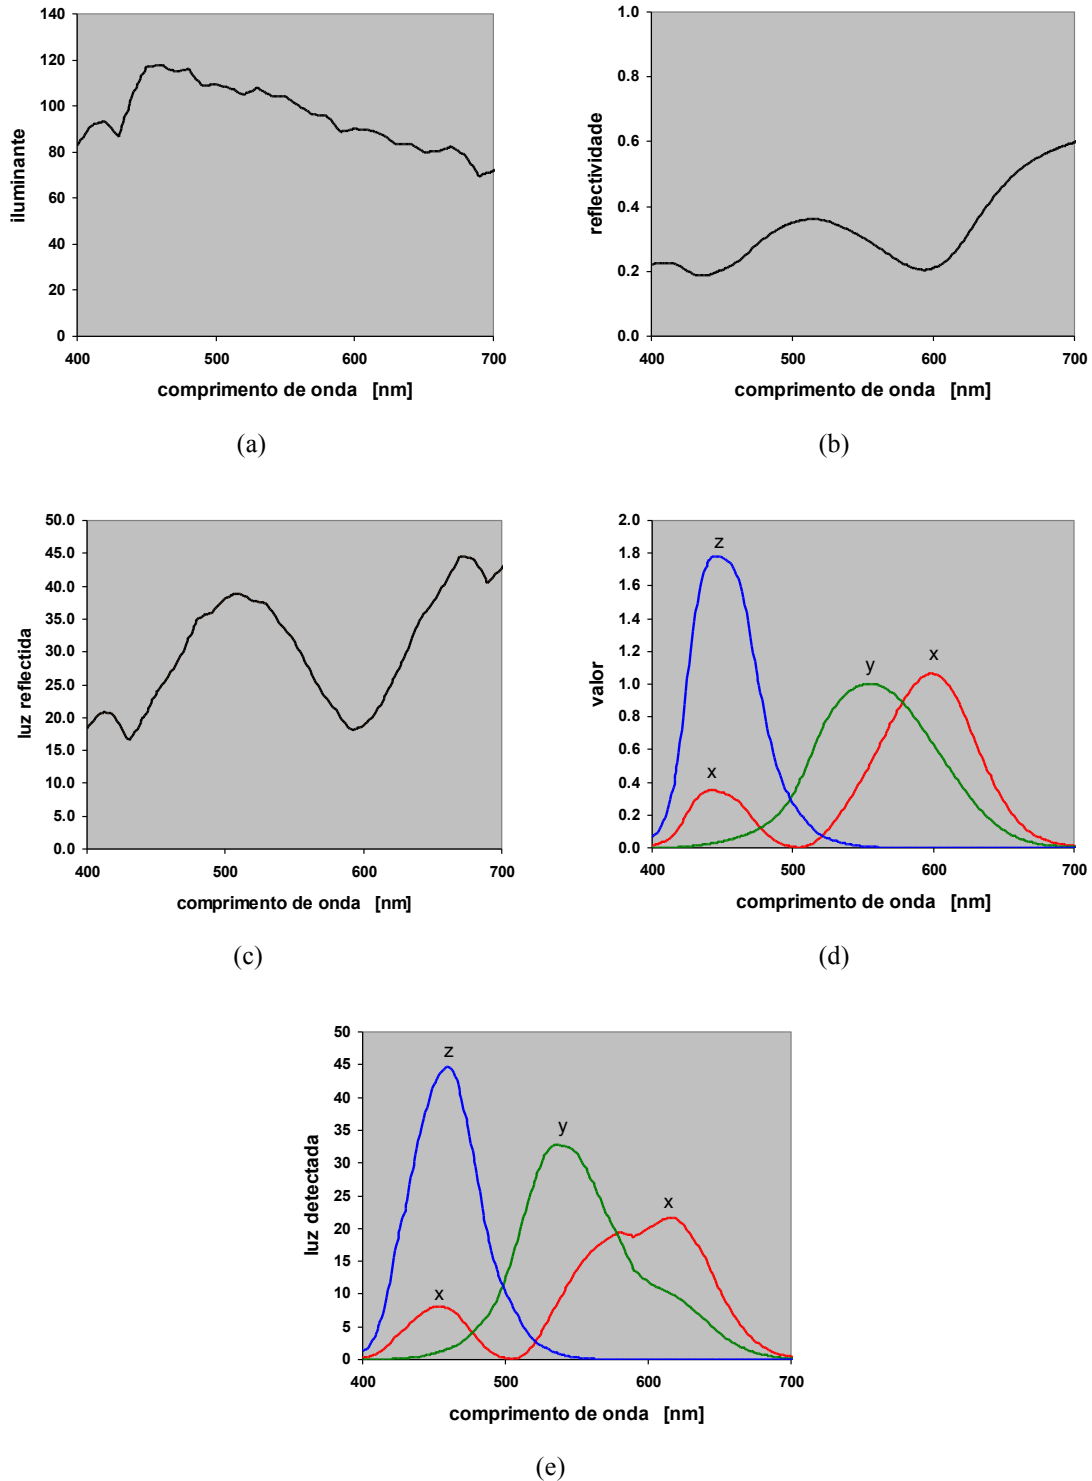 140
120
100
80
60
40
20
0
400 500 600 700
iluminante
comprimento de onda [nm]
(a)
1.0
0.8
0.6
0.4
0.2
0.0
400 500 600 700
reflectividade
comprimento de onda [nm]
(b)
50.0
45.0
40.0
35.0
30.0
25.0
20.0
15.0
10.0
5.0
0.0
400 500 600 700
luz reflectida
comprimento de onda [nm]
(c)
2.0
1.8
1.6
1.4
1.2
1.0
0.8
0.6
0.4
0.2
0.0
400 500 600 700
valor
z
y
x
x
comprimento de onda [nm]
(d)
50
45
40
35
30
25
20
15
10
5
0
400 500 600 700
luz detectada
z
y
x
x
comprimento de onda [nm]
(e)